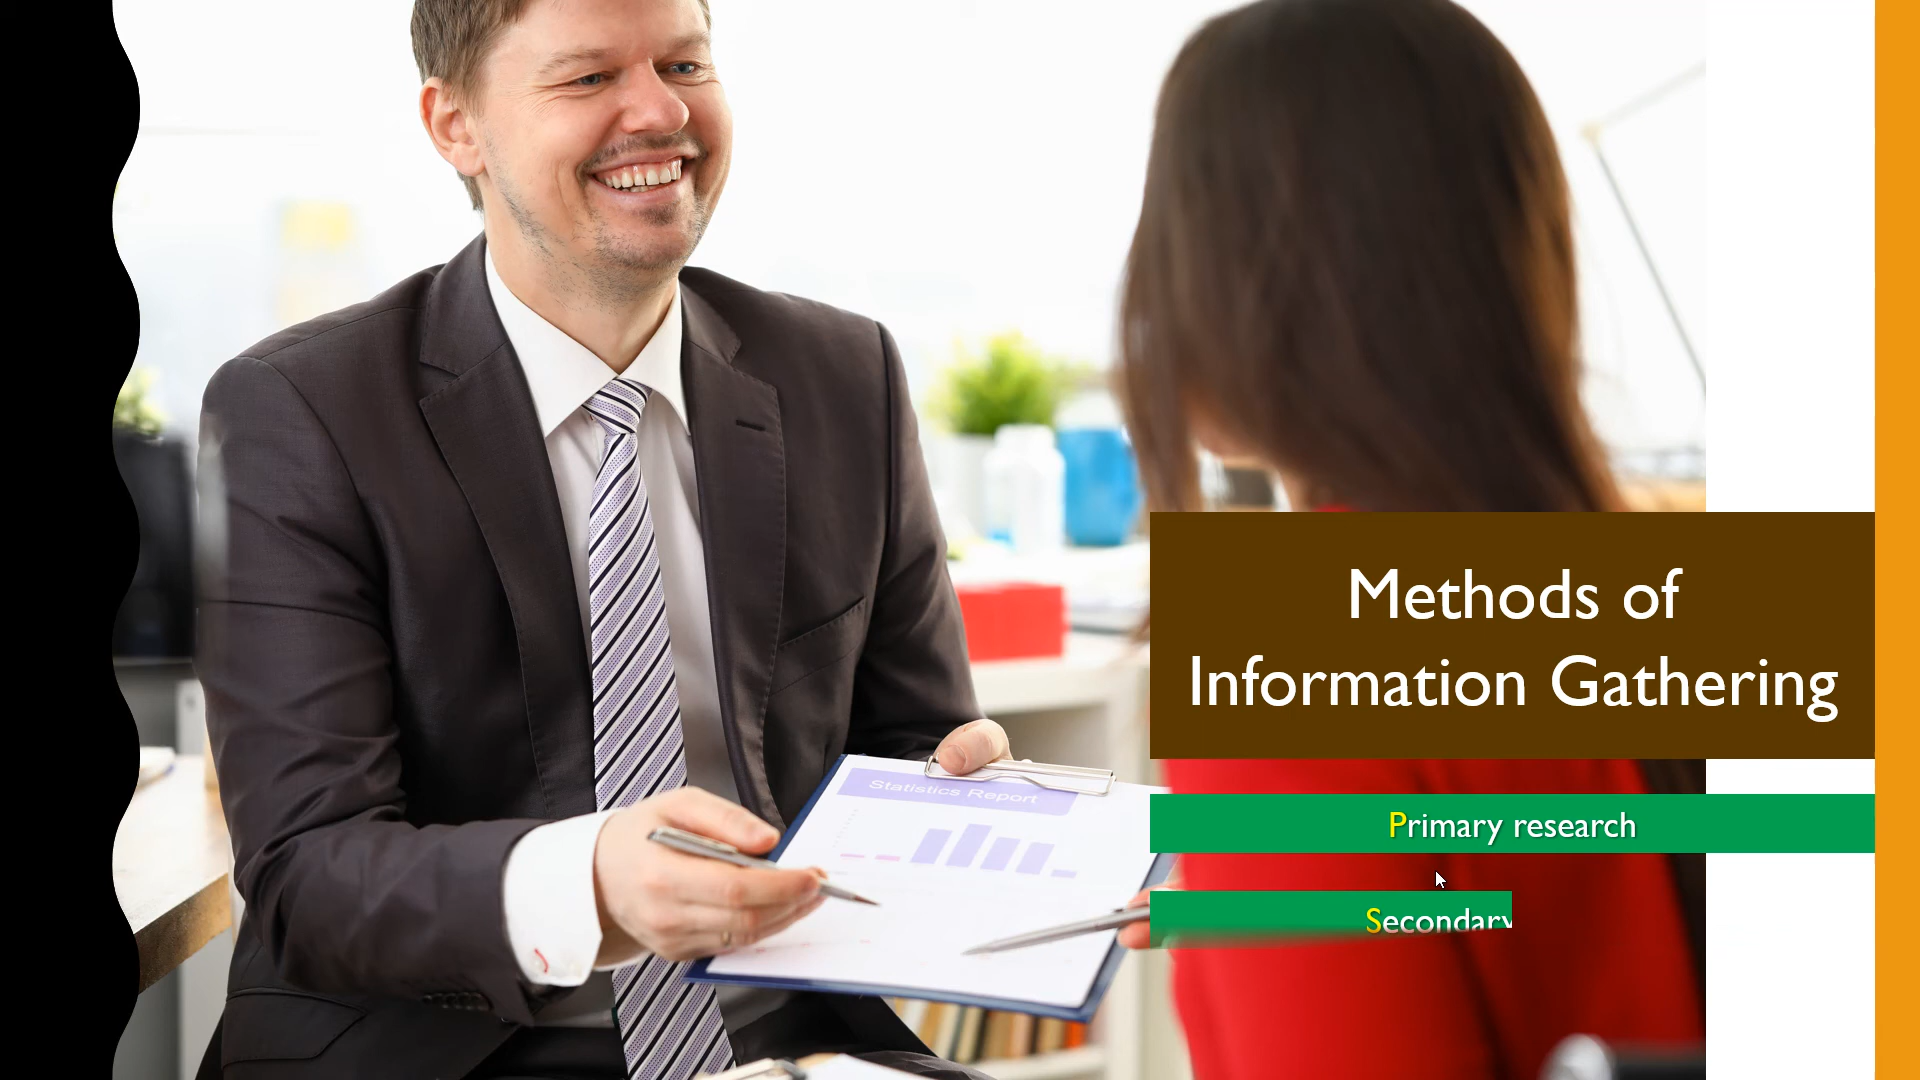 Statistics Report
Methods of
Information Gathering
Primary research
Secondary